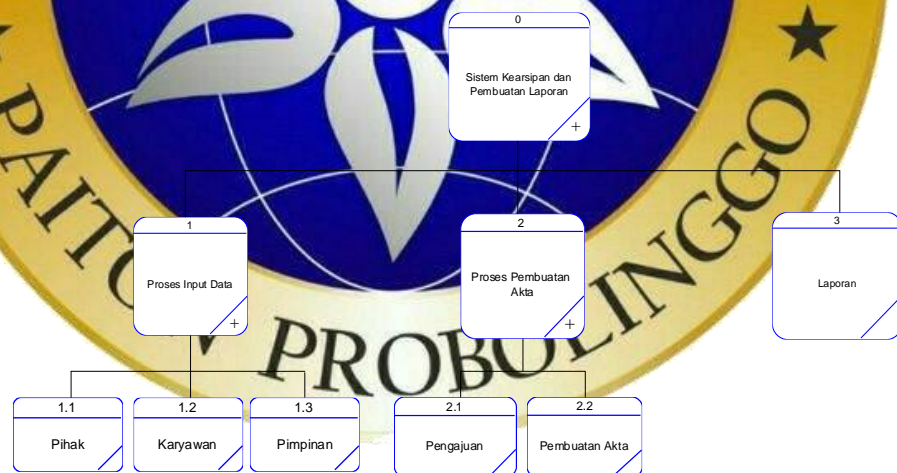 0
Sistem Kearsipan dan
Pembuatan Laporan
1
Proses Input Data
2
Proses Pembuatan
Akta
3
Laporan
1.1
Pihak
1.2
Karyawan
1.3
Pimpinan
2.1
Pengajuan
2.2
Pembuatan Akta
PROBOLINGGO